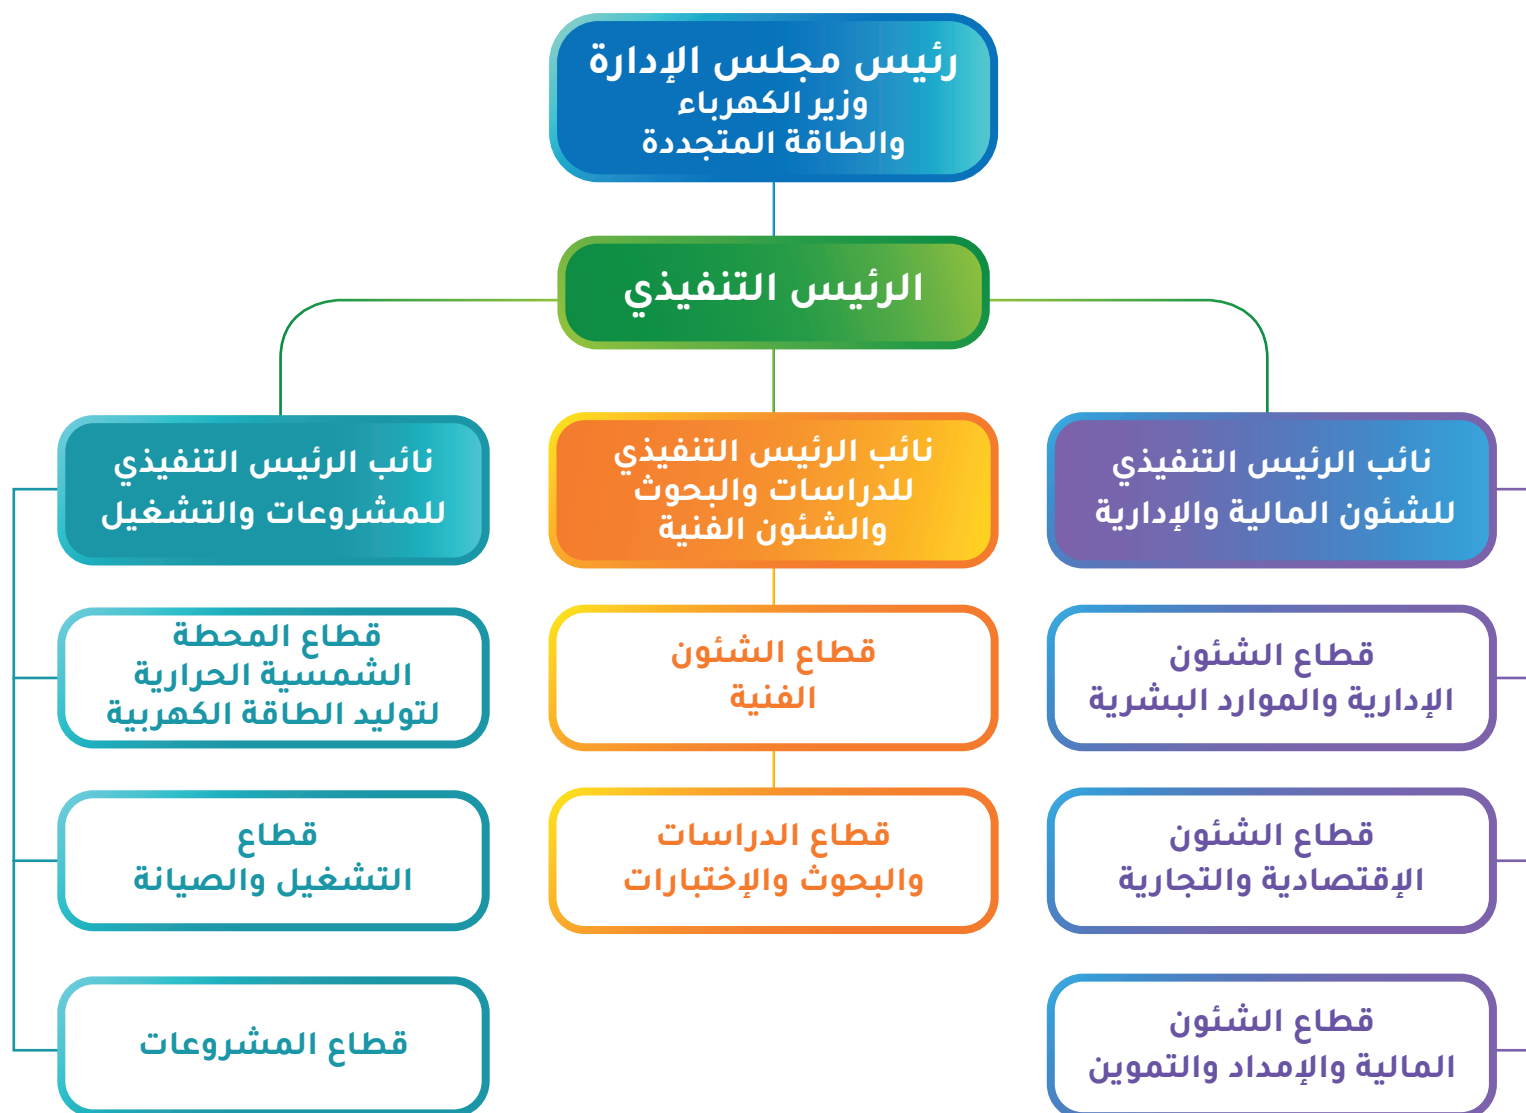 رئيس مجلس الإدارة
وزير الكهرباء
والطاقة المتجددة
الرئيس التنفيذي
نائب الرئيس التنفيذي
للشئون المالية والإدارية
قطاع الشئون
الإدارية والموارد البشرية
قطاع الشئون
الإقتصادية والتجارية
قطاع الشئون
المالية والإمداد والتموين
نائب الرئيس التنفيذي
للدراسات والبحوث
والشئون الفنية
قطاع الشئون
الفنية
قطاع الدراسات
والبحوث والإختبارات
نائب الرئيس التنفيذي
للمشروعات والتشغيل
قطاع المحطة
الشمسية الحرارية
لتوليد الطاقة الكهربية
قطاع
التشغيل والصيانة
قطاع المشروعات